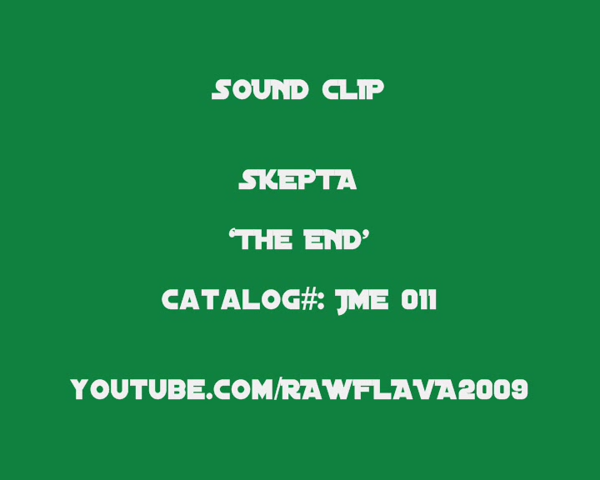 SOUND CLIP
SKEPTA
'THE END'
CATALOG#: JME 011
YOUTUBE.COM/RAWFLAVA2009